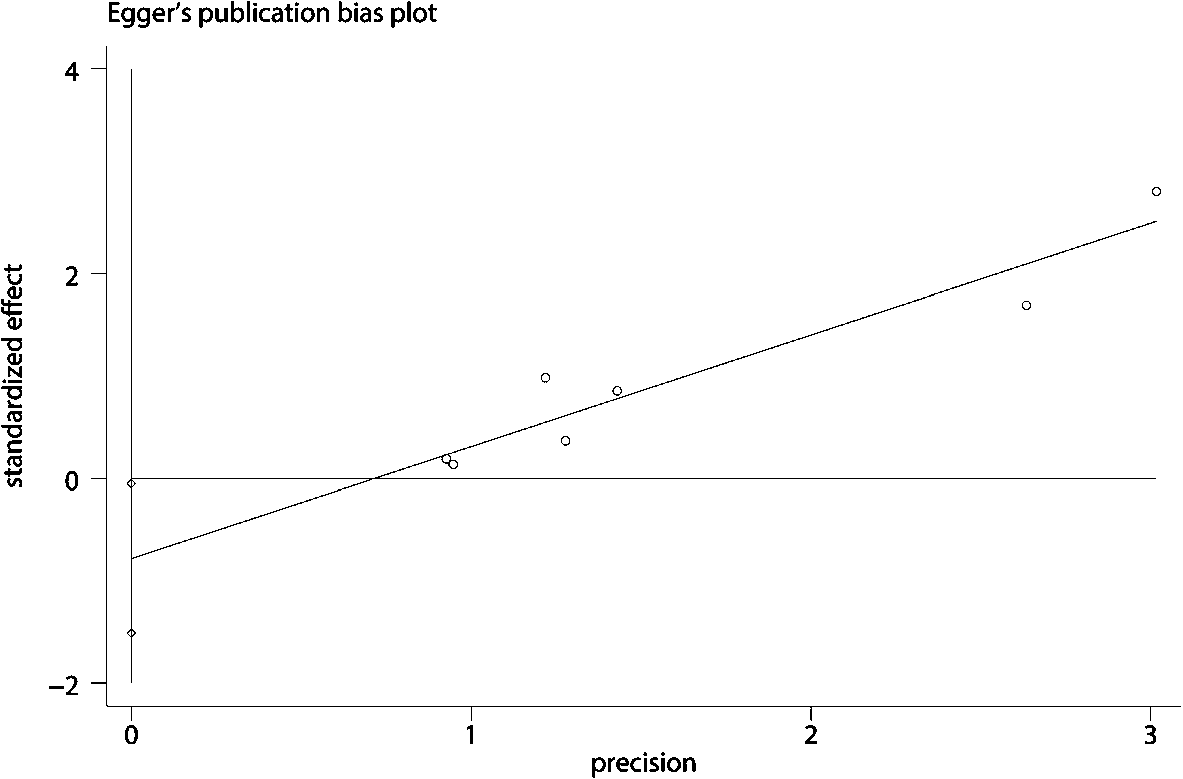 Egger's publication bias plot
4
2
0
−2
standardized effect
0 1 2 3
precision